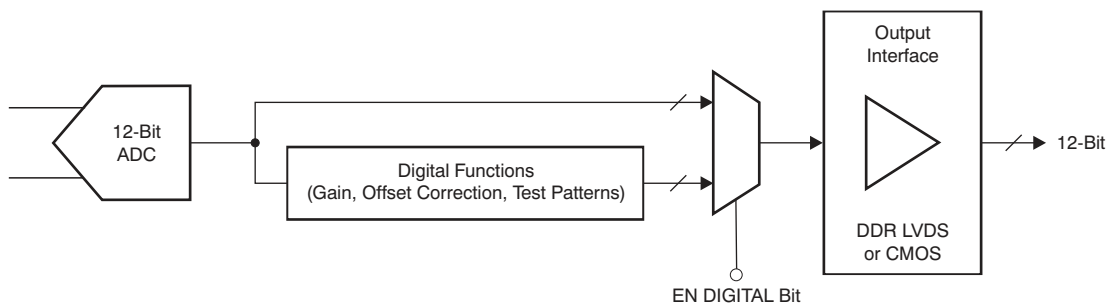 12-Bit
ADC
Digital Functions
(Gain, Offset Correction, Test Patterns)
EN DIGITAL Bit
Output
Interface
DDR LVDS
or CMOS
12-Bit